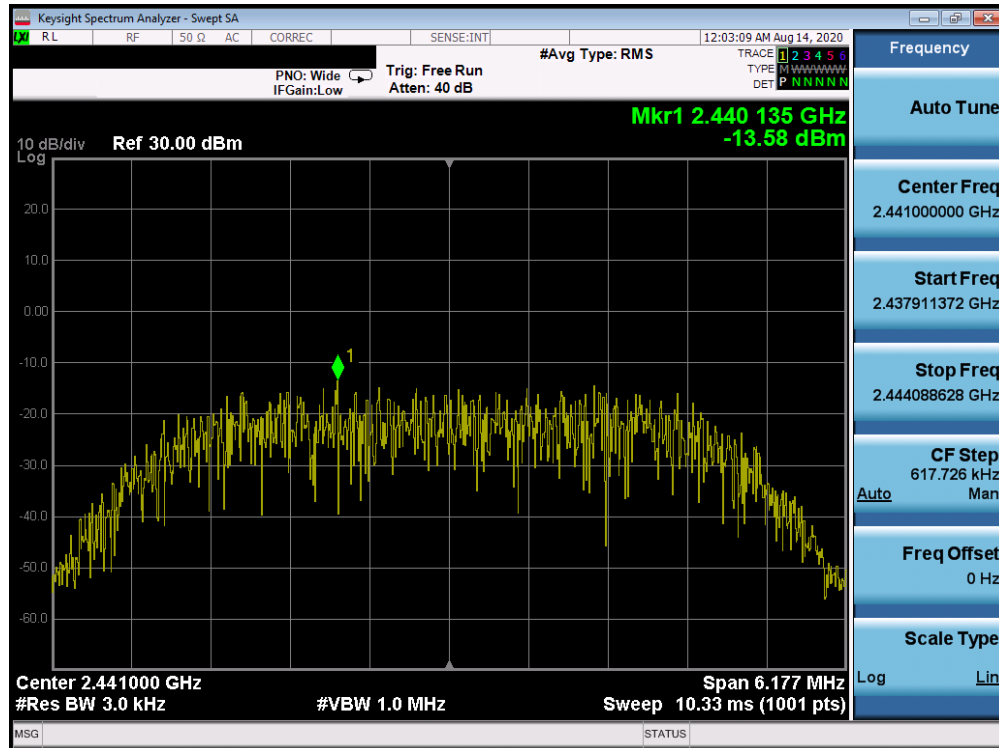 Keysight Spectrum Analyzer - Swept SA
LXI RL RF 50 Ω AC CORREC SENSE:INT 12:03:09 AM Aug 14, 2020
#Avg Type: RMS
TRACE 1 2 3 4 5 6
TYPE M WWWWW
DET P N N N N N
PNO: Wide
IFGain:Low
Trig: Free Run
Atten: 40 dB
Mkr1 2.440 135 GHz
-13.58 dBm
10 dB/div
Log
Ref 30.00 dBm
1
20.0
10.0
0.00
-10.0
-20.0
-30.0
-40.0
-50.0
-60.0
Center 2.441000 GHz
Span 6.177 MHz
#Res BW 3.0 kHz
#VBW 1.0 MHz
Sweep 10.33 ms (1001 pts)
MSG
STATUS
Frequency
Auto Tune
Center Freq
2.441000000 GHz
Start Freq
2.437911372 GHz
Stop Freq
2.444088628 GHz
CF Step
617.726 kHz
Auto Man
Freq Offset
0 Hz
Scale Type
Log Lin